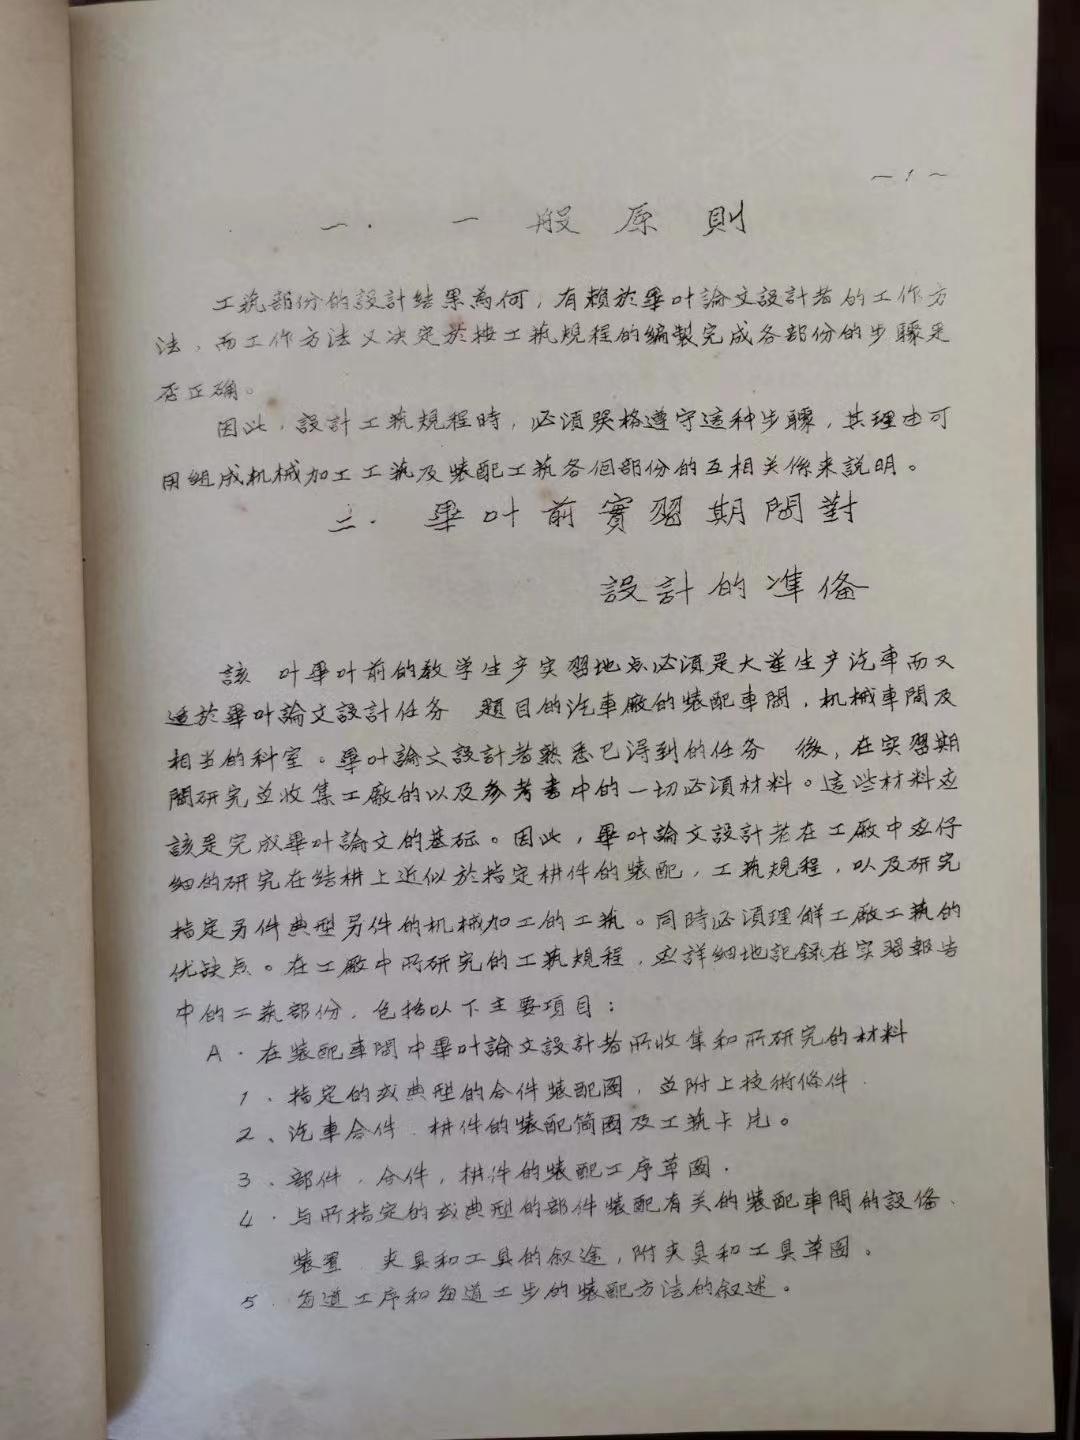 ～1～
一．一般原則
工艺部份的設計結果為何，有賴於畢叶論文設計者的工作方
法，而工作方法又决定於按工艺規程的編製完成各部份的步驟是
否正确。
因此，設計工艺規程時，必須严格遵守这种步驟，其理由可
用組成机械加工工艺及裝配工艺各個部份的互相关係来説明。
二．畢叶前實習期間對
設計的准備
該 叶畢叶前的教学生产实習地点必須是大量生产汽車而又
适於畢叶論文設計任务 題目的汽車廠的裝配車間，机械車間及
相当的科室。畢叶論文設計者熟悉已得到的任务 後，在实習期
間研究並收集工廠的以及参考書中的一切必須材料。這些材料应
該是完成畢叶論文的基础。因此，畢叶論文設計者在工廠中应仔
細的研究在结構上近似於指定構件的裝配，工艺規程，以及研究
指定另件典型另件的机械加工的工艺。同時必須理解工廠工艺的
优缺点。在工廠中所研究的工艺規程，应詳細地記録在实習報告
中的工艺部份，包括以下主要項目：
A．在裝配車間中畢叶論文設計者所收集和所研究的材料
1、指定的或典型的合件裝配圖，並附上技術條件．
2、汽車合件．構件的裝配简圖及工艺卡片。
3、部件．合件，構件的裝配工序草圖．
4．与所指定的或典型的部件裝配有关的裝配車間的設備．
裝置．夹具和工具的叙途，附夹具和工具草圖。
5．每道工序和每道工步的裝配方法的叙述。